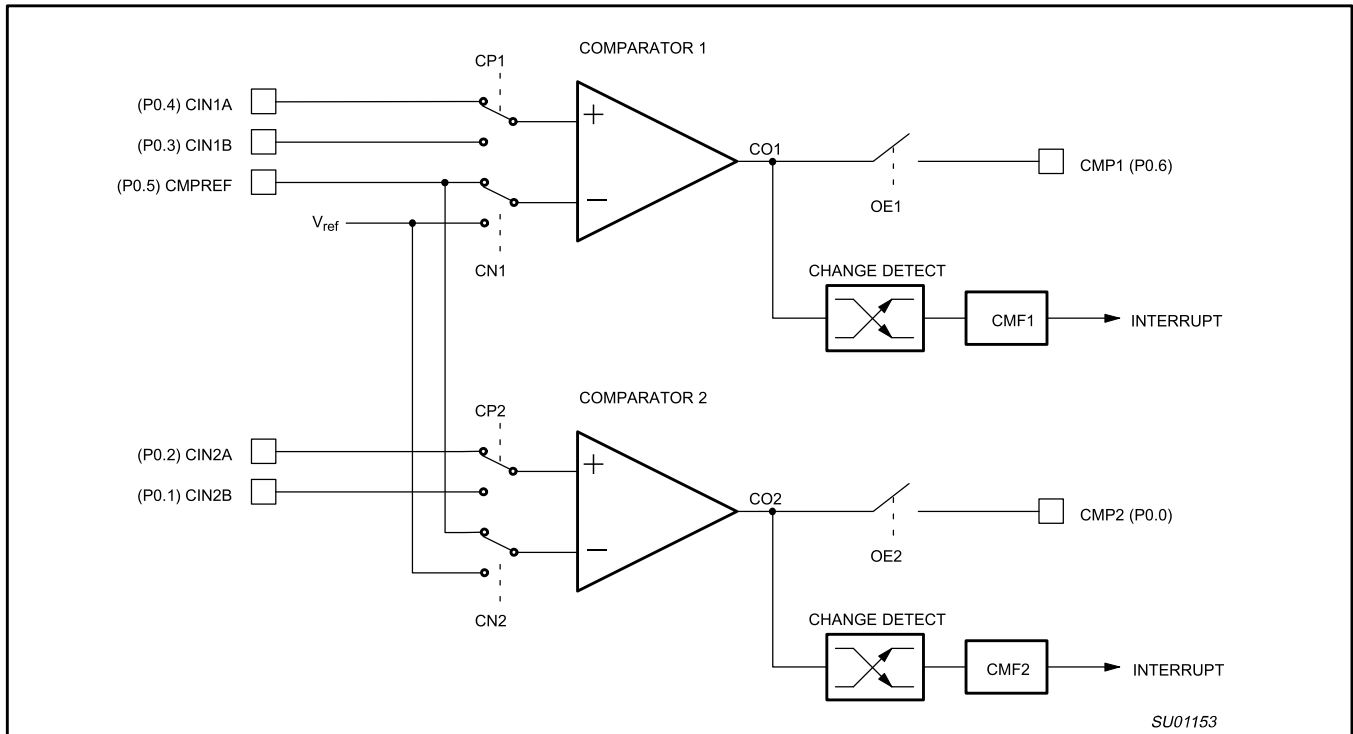 COMPARATOR 1
CP1
(P0.4) CIN1A
(P0.3) CIN1B
(P0.5) CMPREF
Vref
CN1
+
−
CO1
OE1
CMP1 (P0.6)
CHANGE DETECT
CMF1
INTERRUPT
COMPARATOR 2
CP2
(P0.2) CIN2A
(P0.1) CIN2B
CN2
+
−
CO2
OE2
CMP2 (P0.0)
CHANGE DETECT
CMF2
INTERRUPT
SU01153